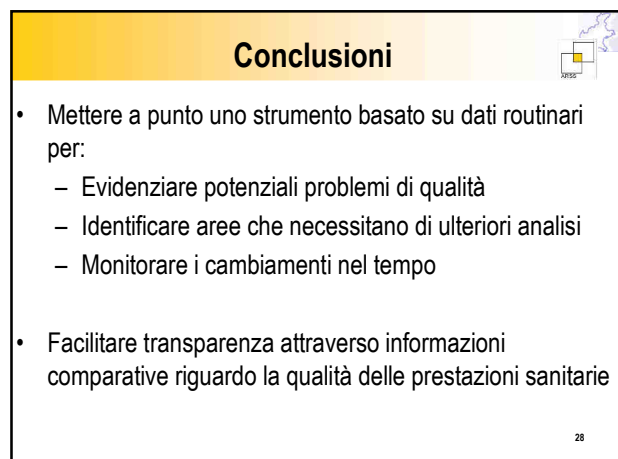 Conclusioni
ARSS
• Mettere a punto uno strumento basato su dati routinari
per:
– Evidenziare potenziali problemi di qualità
– Identificare aree che necessitano di ulteriori analisi
– Monitorare i cambiamenti nel tempo
• Facilitare transparenza attraverso informazioni
comparative riguardo la qualità delle prestazioni sanitarie
28